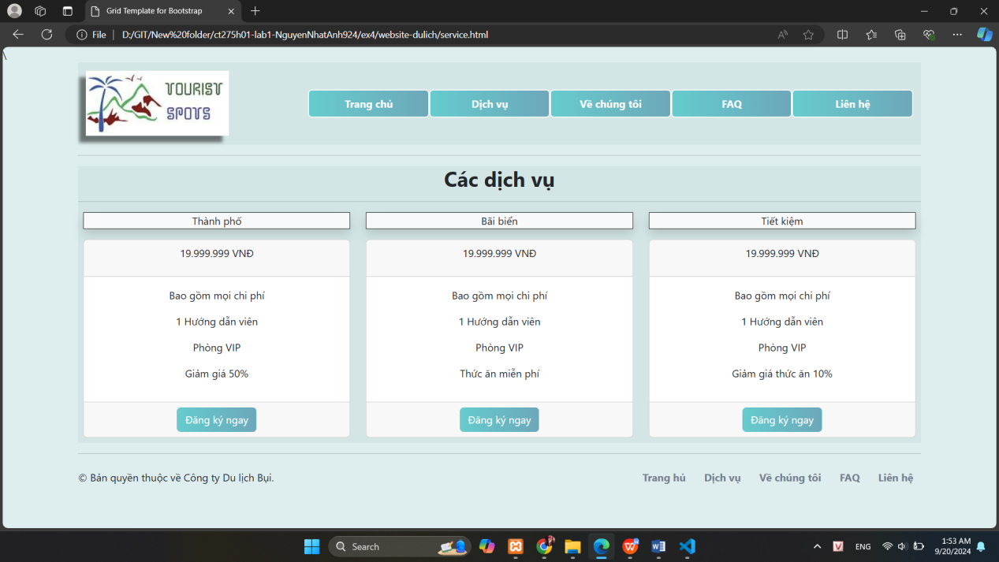 Grid Template for Bootstrap
File | D:/GIT/New%20folder/ct275h01-lab1-NguyenNhatAnh924/ex4/website-dulich/service.html
\
TOURIST
SPOTS
Trang chủ Dịch vụ Về chúng tôi FAQ Liên hệ
Các dịch vụ
Thành phố Bãi biển Tiết kiệm
19.999.999 VNĐ 19.999.999 VNĐ 19.999.999 VNĐ
Bao gồm mọi chi phí Bao gồm mọi chi phí Bao gồm mọi chi phí
1 Hướng dẫn viên 1 Hướng dẫn viên 1 Hướng dẫn viên
Phòng VIP Phòng VIP Phòng VIP
Giảm giá 50% Thức ăn miễn phí Giảm giá thức ăn 10%
Đăng ký ngay Đăng ký ngay Đăng ký ngay
© Bản quyền thuộc về Công ty Du lịch Bụi. Trang hủ Dịch vụ Về chúng tôi FAQ Liên hệ
Search ENG 1:53 AM
9/20/2024